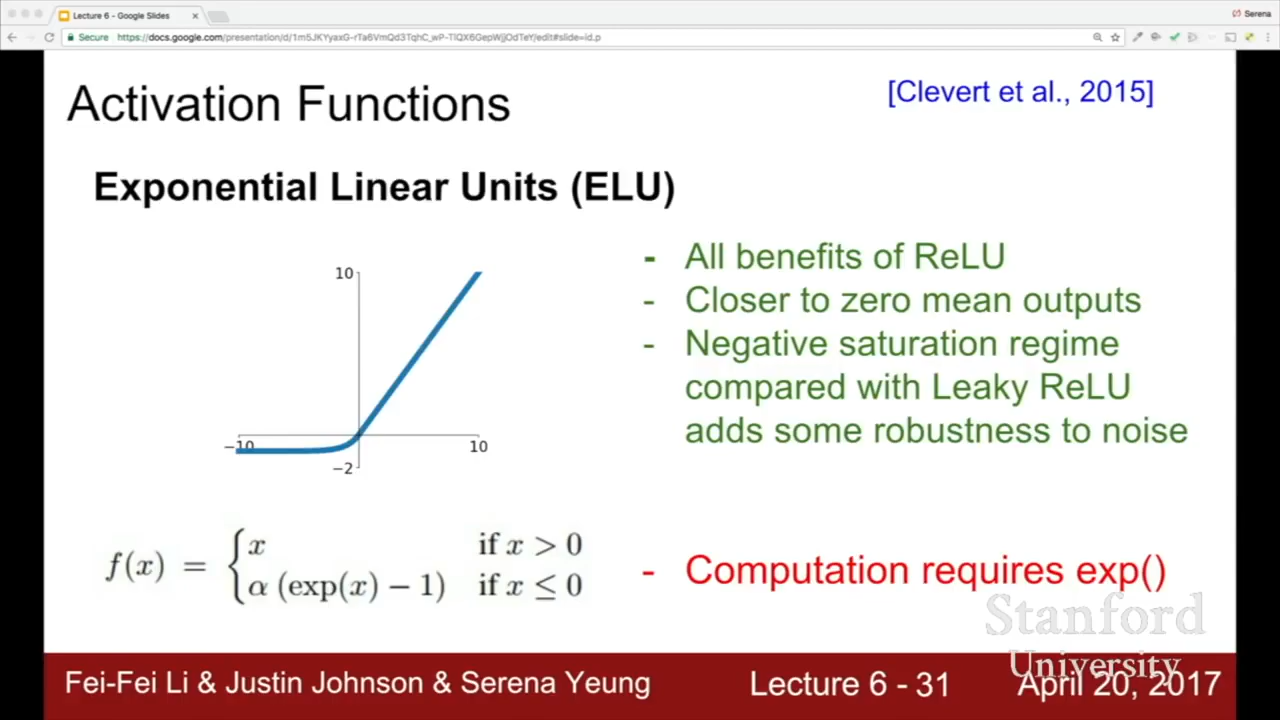 Lecture 6 - Google Slides
Serena
Secure https://docs.google.com/presentation/d/1m5JKYyaxG-rTa6VmQd3TqhC_wP-TlQX6GepWjjOdTeY/edit#slide=id.p
Activation Functions
[Clevert et al., 2015]
Exponential Linear Units (ELU)
10
-10
10
−2
- All benefits of ReLU
- Closer to zero mean outputs
- Negative saturation regime
compared with Leaky ReLU
adds some robustness to noise
f(x) = { x if x > 0
α (exp(x) − 1) if x ≤ 0
- Computation requires exp()
Stanford
University
Fei-Fei Li & Justin Johnson & Serena Yeung
Lecture 6 - 31
April 20, 2017